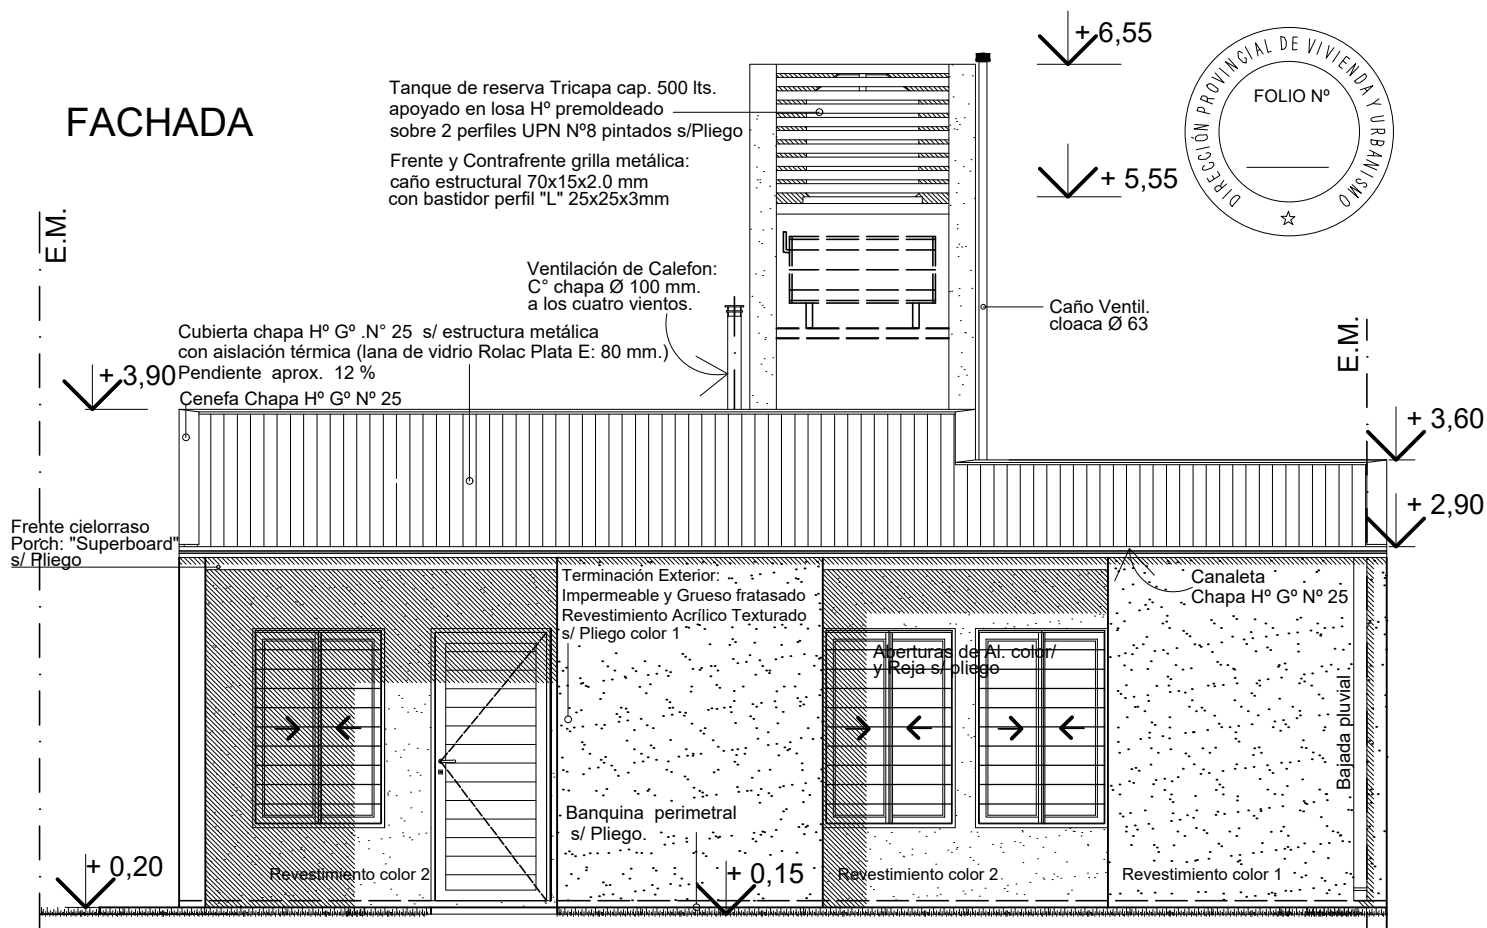 FACHADA
Tanque de reserva Tricapa cap. 500 lts.
apoyado en losa Hº premoldeado
sobre 2 perfiles UPN Nº8 pintados s/Pliego
Frente y Contrafrente grilla metálica:
caño estructural 70x15x2.0 mm
con bastidor perfil "L" 25x25x3mm
+ 6,55
+ 5,55
DIRECCIÓN PROVINCIAL DE VIVIENDA Y URBANISMO
FOLIO Nº
E.M.
Ventilación de Calefon:
C° chapa Ø 100 mm.
a los cuatro vientos.
Caño Ventil.
cloaca Ø 63
E.M.
Cubierta chapa Hº Gº .N° 25 s/ estructura metálica
con aislación térmica (lana de vidrio Rolac Plata E: 80 mm.)
Pendiente aprox. 12 %
Cenefa Chapa Hº Gº Nº 25
+ 3,90
+ 3,60
+ 2,90
Frente cielorraso
Porch: "Superboard"
s/ Pliego
Terminación Exterior:
Impermeable y Grueso fratasado
Revestimiento Acrílico Texturado
s/ Pliego color 1
Canaleta
Chapa Hº Gº Nº 25
Aberturas de Al. color/
y Reja s/ pliego
Bajada pluvial
Banquina perimetral
s/ Pliego.
+ 0,20
Revestimiento color 2
+ 0,15
Revestimiento color 2
Revestimiento color 1